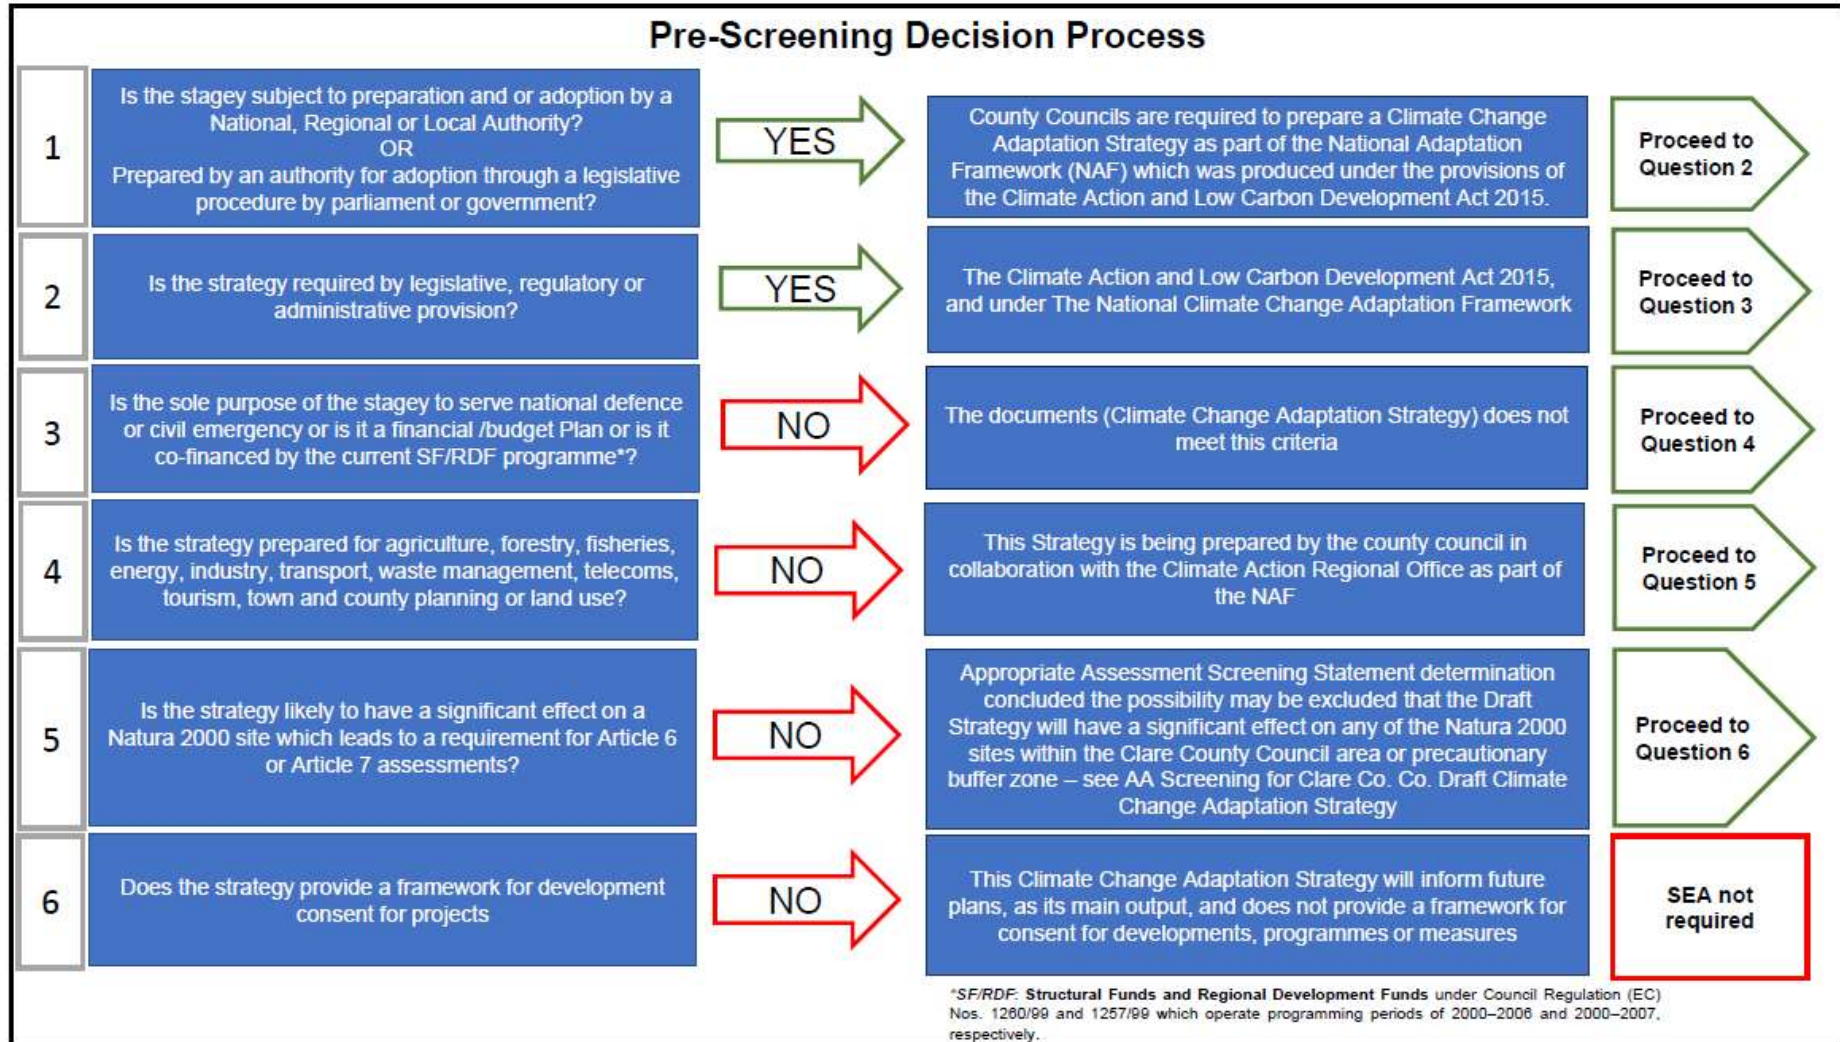 Pre-Screening Decision Process
1
Is the stagey subject to preparation and or adoption by a
National, Regional or Local Authority?
OR
Prepared by an authority for adoption through a legislative
procedure by parliament or government?
YES
County Councils are required to prepare a Climate Change
Adaptation Strategy as part of the National Adaptation
Framework (NAF) which was produced under the provisions of
the Climate Action and Low Carbon Development Act 2015.
Proceed to
Question 2
2
Is the strategy required by legislative, regulatory or
administrative provision?
YES
The Climate Action and Low Carbon Development Act 2015,
and under The National Climate Change Adaptation Framework
Proceed to
Question 3
3
Is the sole purpose of the stagey to serve national defence
or civil emergency or is it a financial /budget Plan or is it
co-financed by the current SF/RDF programme*?
NO
The documents (Climate Change Adaptation Strategy) does not
meet this criteria
Proceed to
Question 4
4
Is the strategy prepared for agriculture, forestry, fisheries,
energy, industry, transport, waste management, telecoms,
tourism, town and county planning or land use?
NO
This Strategy is being prepared by the county council in
collaboration with the Climate Action Regional Office as part of
the NAF
Proceed to
Question 5
5
Is the strategy likely to have a significant effect on a
Natura 2000 site which leads to a requirement for Article 6
or Article 7 assessments?
NO
Appropriate Assessment Screening Statement determination
concluded the possibility may be excluded that the Draft
Strategy will have a significant effect on any of the Natura 2000
sites within the Clare County Council area or precautionary
buffer zone – see AA Screening for Clare Co. Co. Draft Climate
Change Adaptation Strategy
Proceed to
Question 6
6
Does the strategy provide a framework for development
consent for projects
NO
This Climate Change Adaptation Strategy will inform future
plans, as its main output, and does not provide a framework for
consent for developments, programmes or measures
SEA not
required
*SF/RDF: Structural Funds and Regional Development Funds under Council Regulation (EC)
Nos. 1260/99 and 1257/99 which operate programming periods of 2000–2006 and 2000–2007,
respectively.